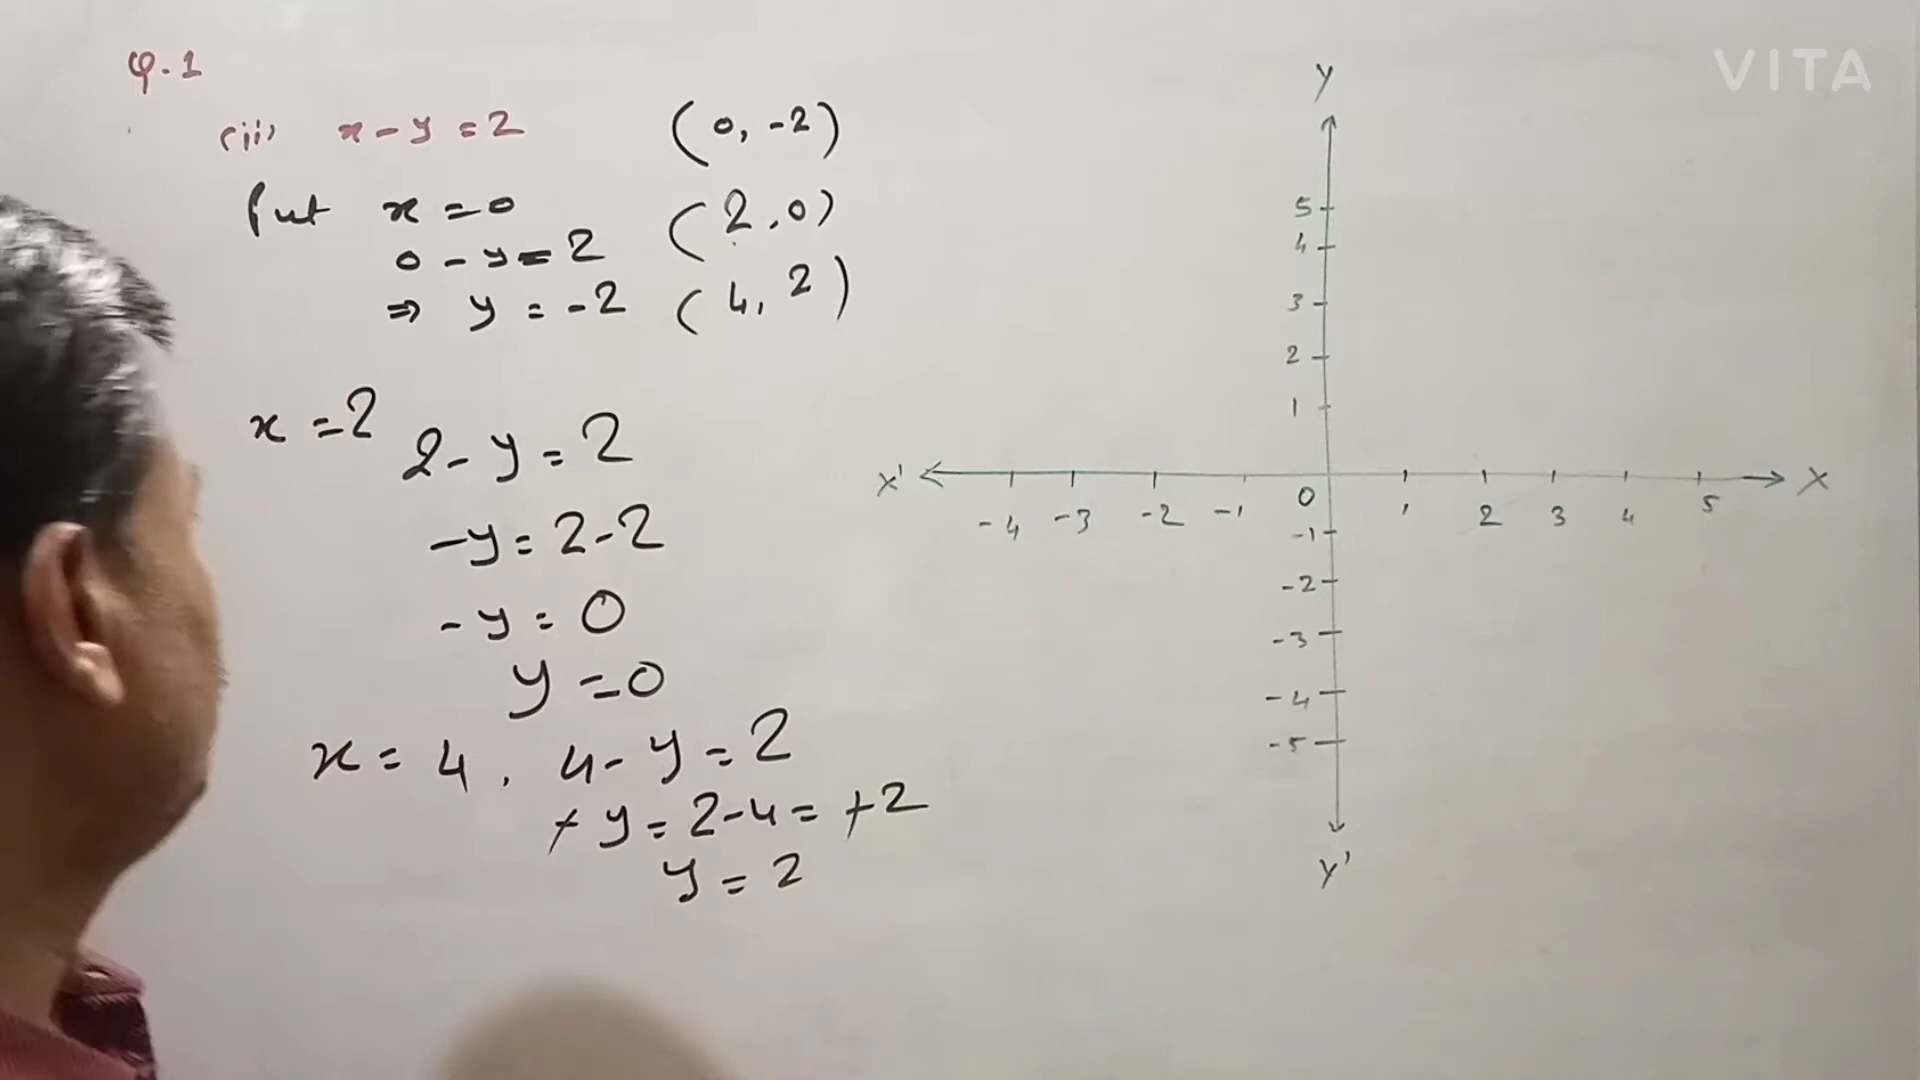 Q.1
(ii) x - y = 2
(0, -2)
Put x = 0
(2, 0)
0 - y = 2
⇒ y = -2
(4, 2)
x = 2
2 - y = 2
-y = 2 - 2
-y = 0
y = 0
x = 4, 4 - y = 2
+ y = 2 - 4 = + 2
y = 2
VITA
Y
5
4
3
2
1
X'
X
-4 -3 -2 -1 0 1 2 3 4 5
-1
-2
-3
-4
-5
Y'